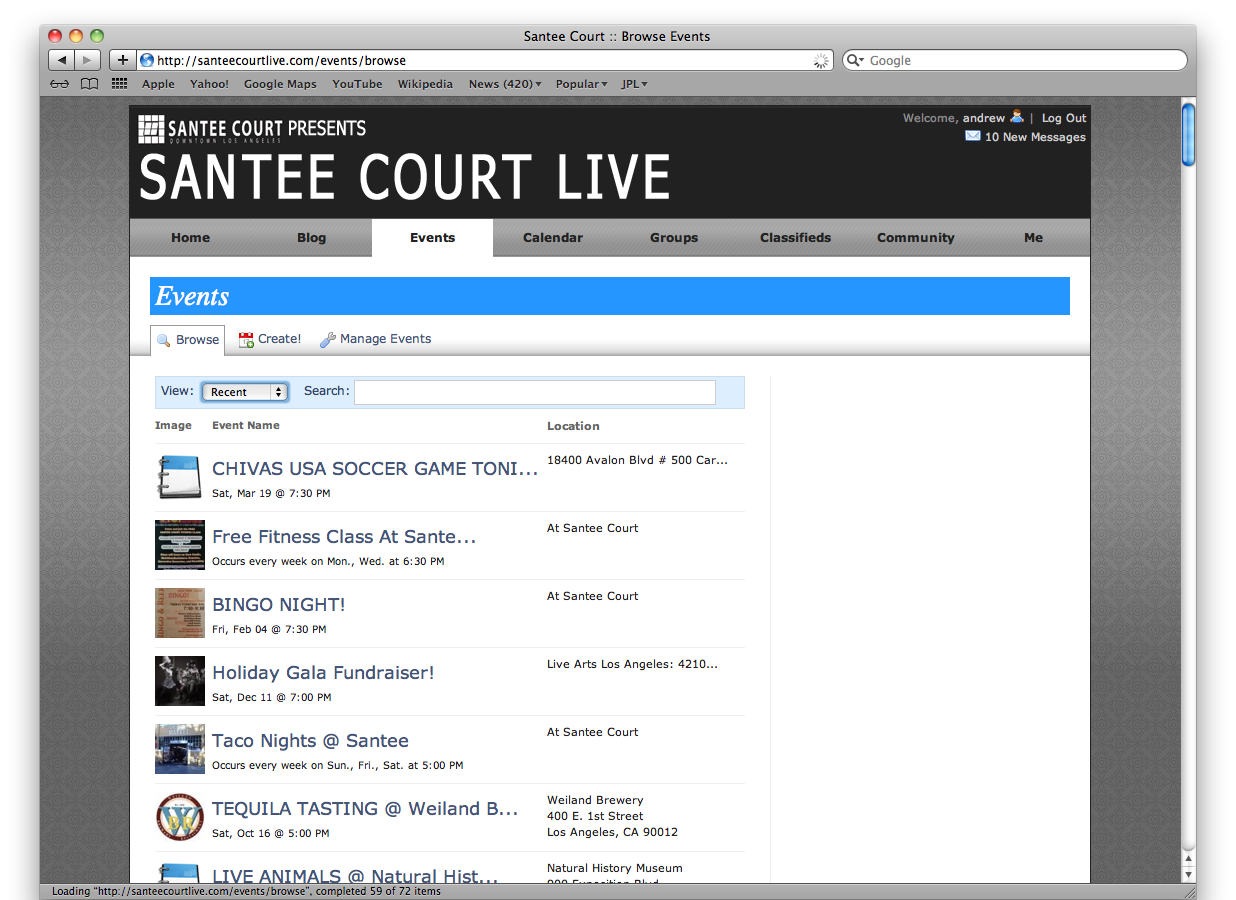 Santee Court :: Browse Events
http://santeecourtlive.com/events/browse
Google
Apple Yahoo! Google Maps YouTube Wikipedia News (420) Popular JPL
SANTEE COURT PRESENTS
DOWNTOWN LOS ANGELES
SANTEE COURT LIVE
Welcome, andrew | Log Out
10 New Messages
Home Blog Events Calendar Groups Classifieds Community Me
Events
Browse Create! Manage Events
View: Recent Search:
Image Event Name Location
CHIVAS USA SOCCER GAME TONI...
18400 Avalon Blvd # 500 Car...
Sat, Mar 19 @ 7:30 PM
Free Fitness Class At Sante...
At Santee Court
Occurs every week on Mon., Wed. at 6:30 PM
BINGO NIGHT!
At Santee Court
Fri, Feb 04 @ 7:30 PM
Holiday Gala Fundraiser!
Live Arts Los Angeles: 4210...
Sat, Dec 11 @ 7:00 PM
Taco Nights @ Santee
At Santee Court
Occurs every week on Sun., Fri., Sat. at 5:00 PM
TEQUILA TASTING @ Weiland B...
Sat, Oct 16 @ 5:00 PM
Weiland Brewery
400 E. 1st Street
Los Angeles, CA 90012
LIVE ANIMALS @ Natural Hist...
Natural History Museum
900 Exposition Blvd
Loading "http://santeecourtlive.com/events/browse", completed 59 of 72 items